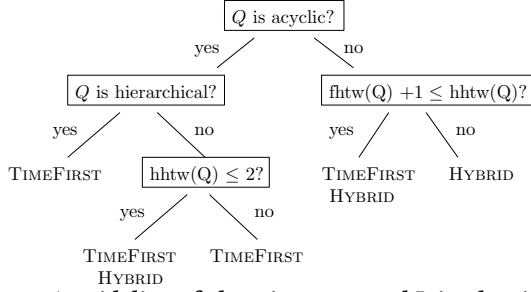 Q is acyclic?
yes
no
Q is hierarchical?
fhtw(Q) +1 ≤ hhtw(Q)?
yes
no
yes
no
TIMEFIRST
hhtw(Q) ≤ 2?
TIMEFIRST
HYBRID
HYBRID
yes
no
TIMEFIRST
HYBRID
TIMEFIRST